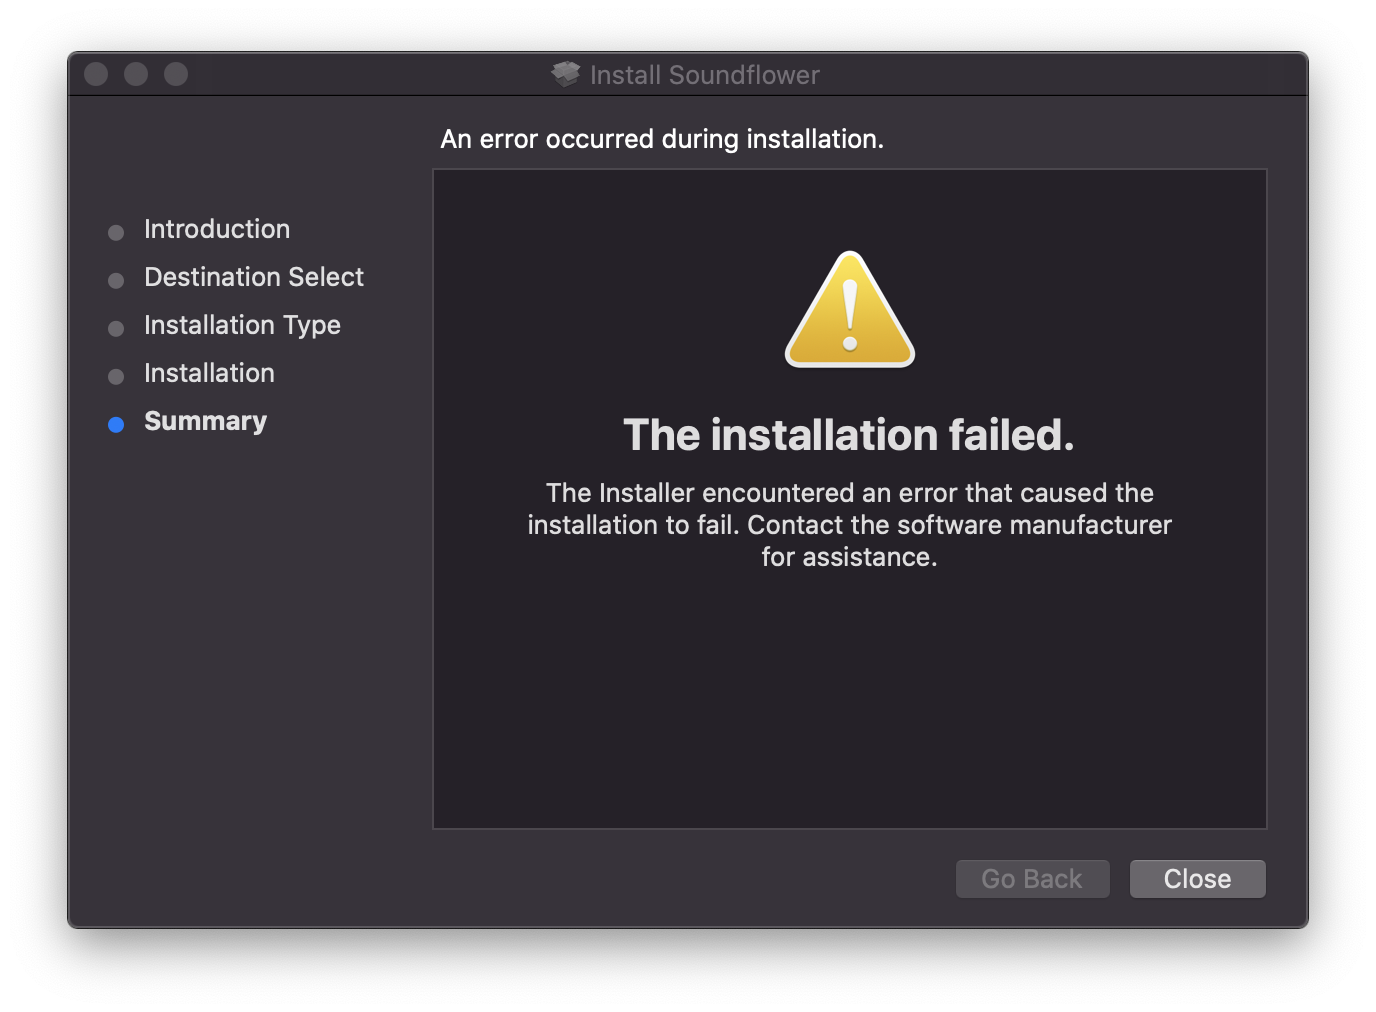 Install Soundflower
An error occurred during installation.
Introduction
Destination Select
Installation Type
Installation
Summary
The installation failed.
The Installer encountered an error that caused the
installation to fail. Contact the software manufacturer
for assistance.
Go Back
Close